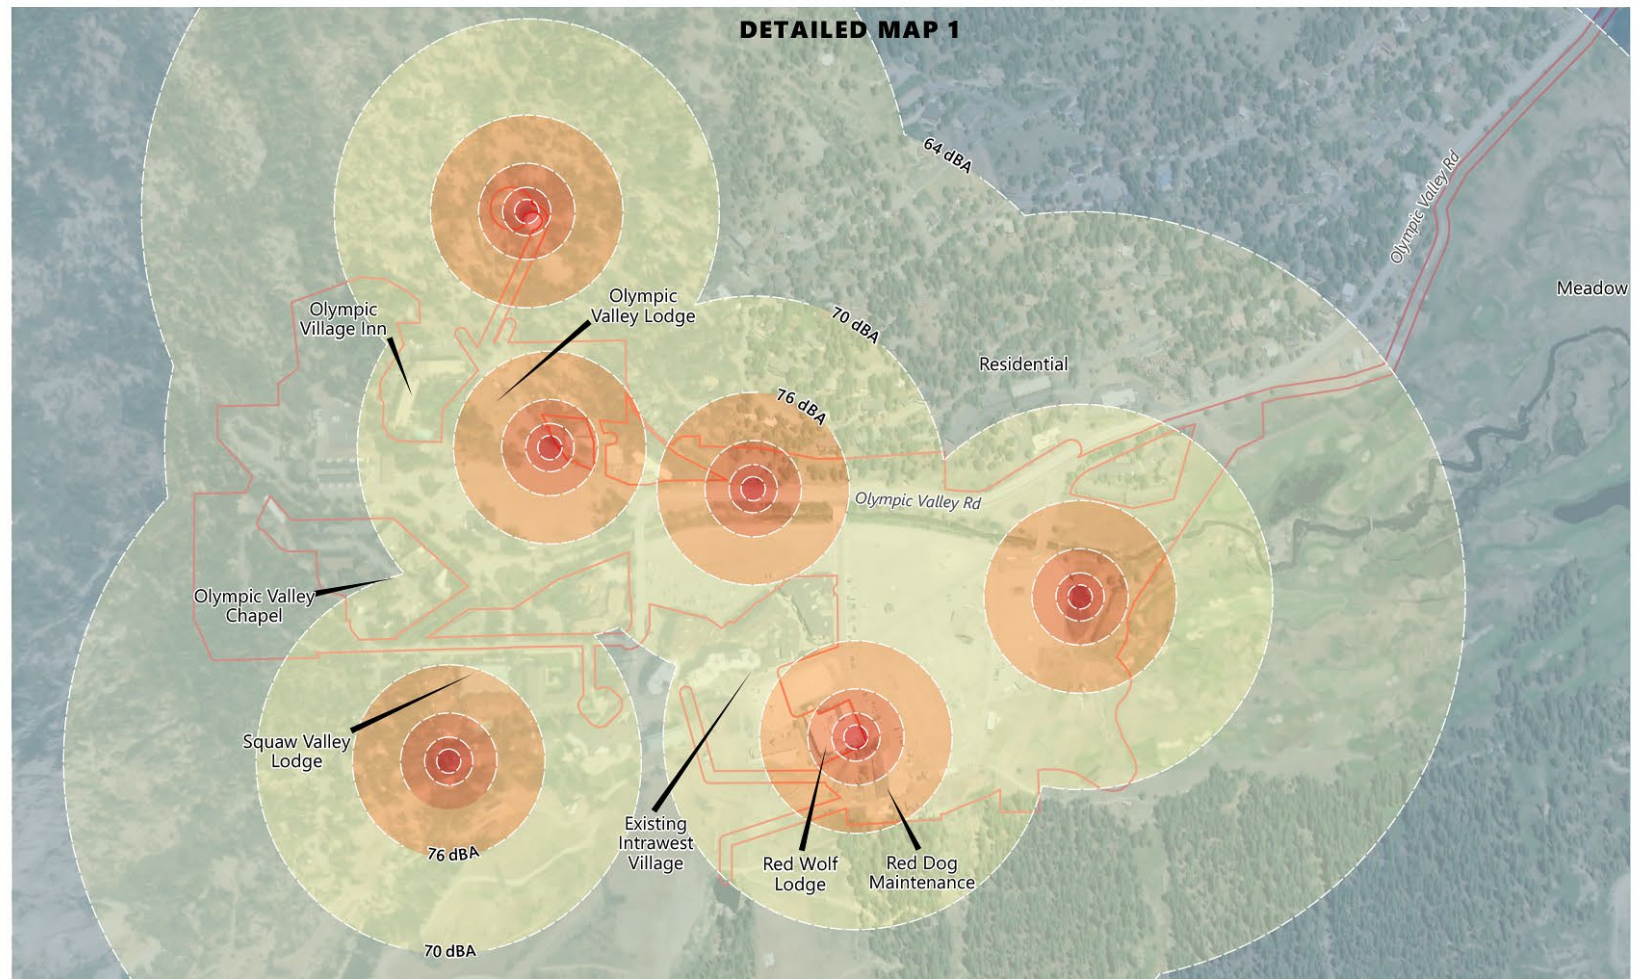 DETAILED MAP 1
64 dBA
Olympic Valley Rd
Meadow
Olympic
Village Inn
Olympic
Valley Lodge
70 dBA
Residential
76 dBA
Olympic Valley Rd
Olympic Valley
Chapel
Squaw Valley
Lodge
Existing
Intrawest
Village
Red Wolf
Lodge
Red Dog
Maintenance
76 dBA
70 dBA